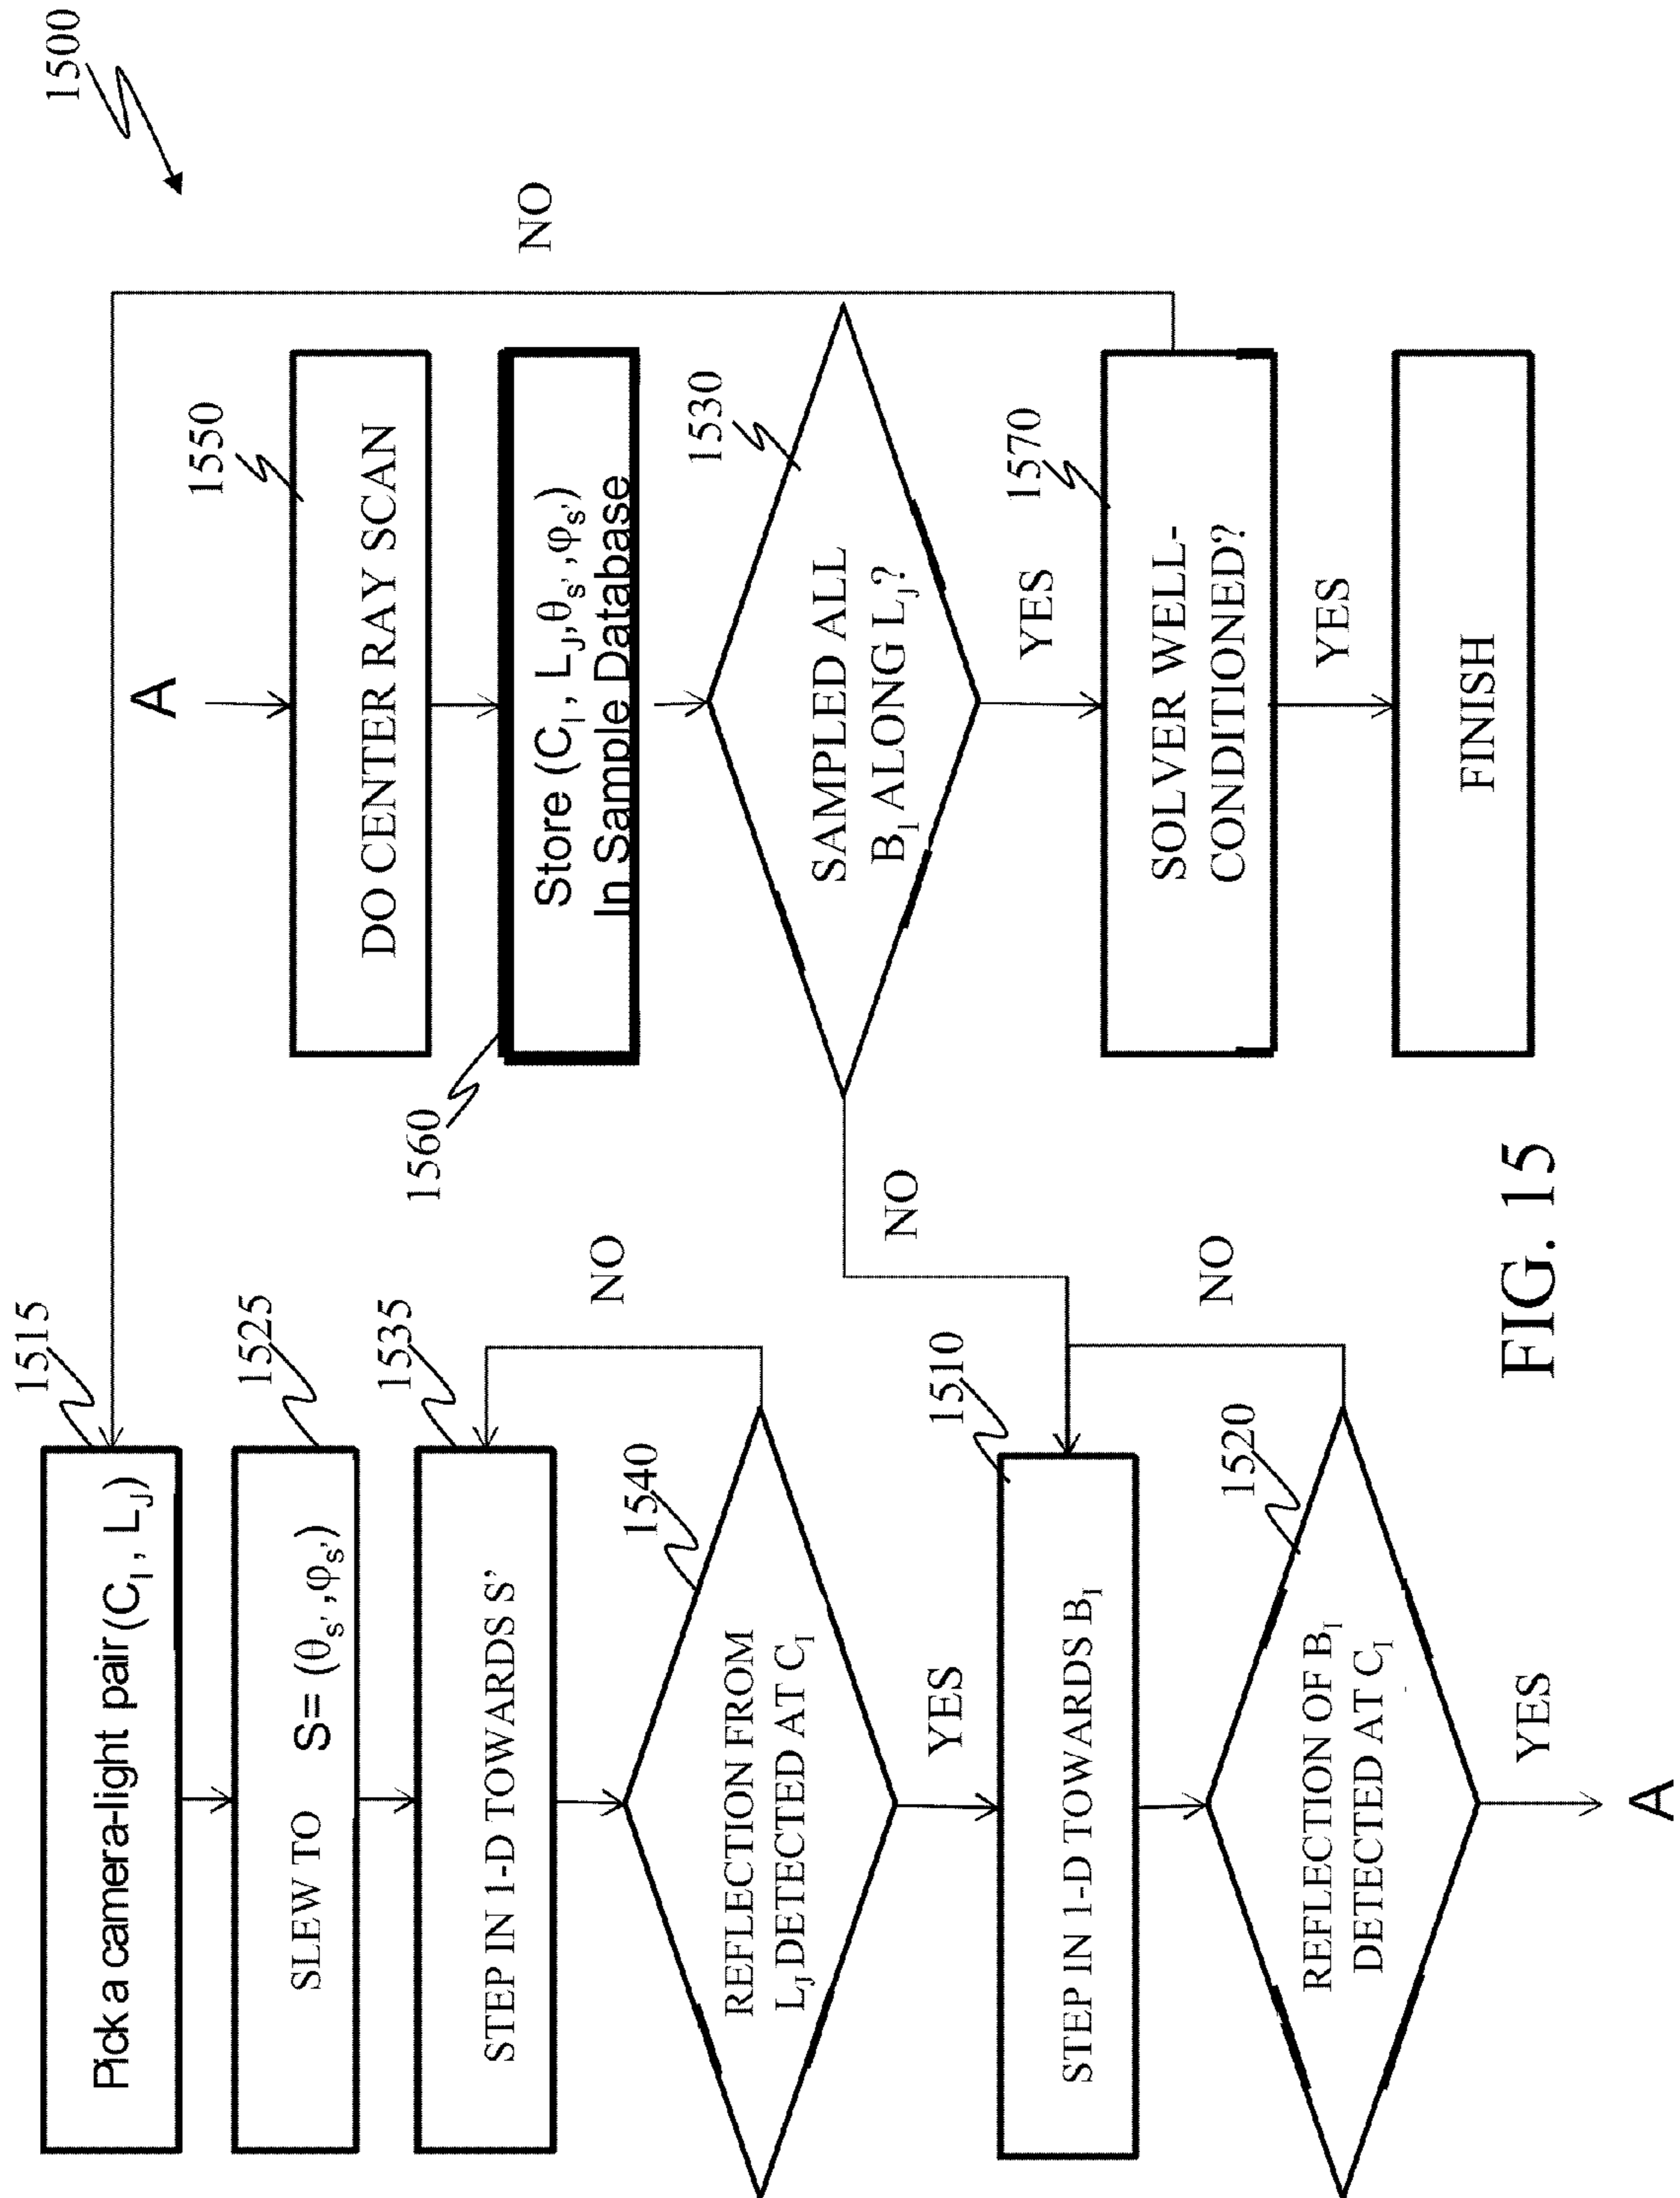 1500
1515
Pick a camera-light pair (C_I, L_J)
1525
SLEW TO S= (θ_s', φ_s')
1535
STEP IN 1-D TOWARDS S'
1540
REFLECTION FROM
L_J DETECTED AT C_I
NO
YES
1510
STEP IN 1-D TOWARDS B_I
1520
REFLECTION OF B_I
DETECTED AT C_I
NO
YES
A
A
1550
DO CENTER RAY SCAN
1560
Store (C_I, L_J, θ_s', φ_s')
In Sample Database
1530
SAMPLED ALL
B_I ALONG L_J?
NO
YES
1570
SOLVER WELL-
CONDITIONED?
NO
YES
FINISH
FIG. 15